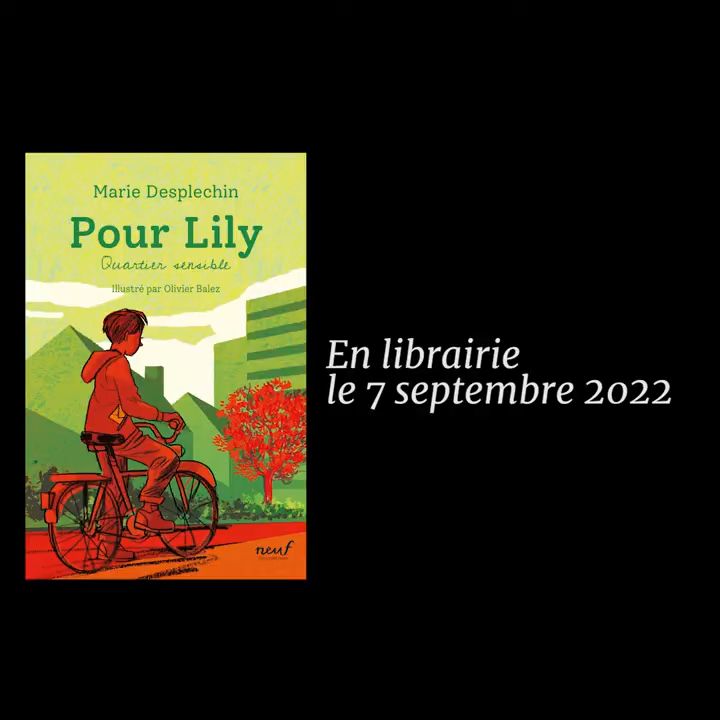 Marie Desplechin
Pour Lily
Quartier sensible
Illustré par Olivier Balez
neuf
En librairie
le 7 septembre 2022